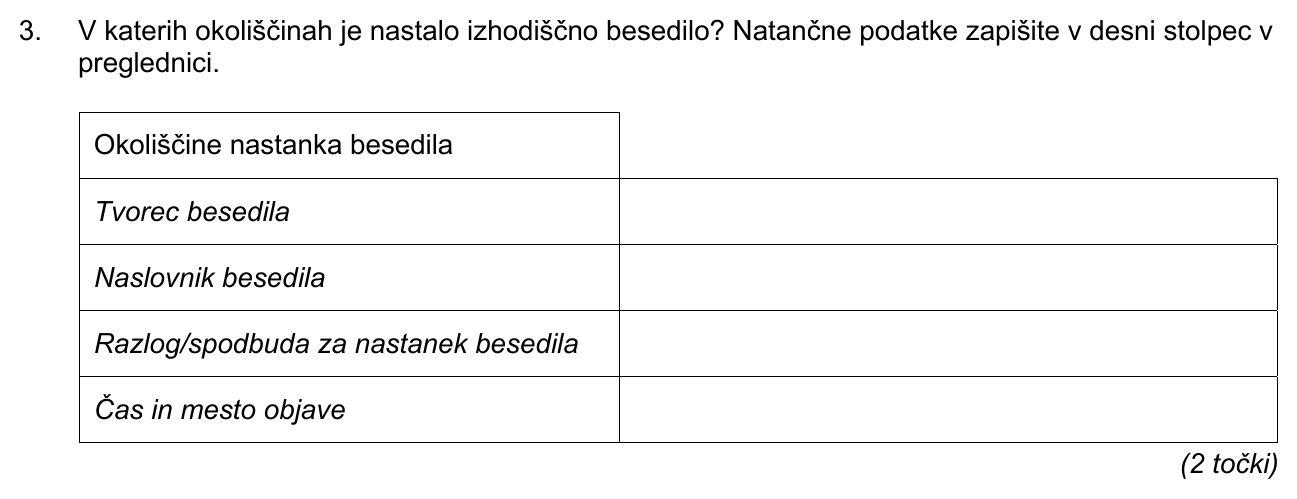 3. V katerih okoliščinah je nastalo izhodiščno besedilo? Natančne podatke zapišite v desni stolpec v
preglednici.
Okoliščine nastanka besedila
Tvorec besedila
Naslovnik besedila
Razlog/spodbuda za nastanek besedila
Čas in mesto objave
(2 točki)